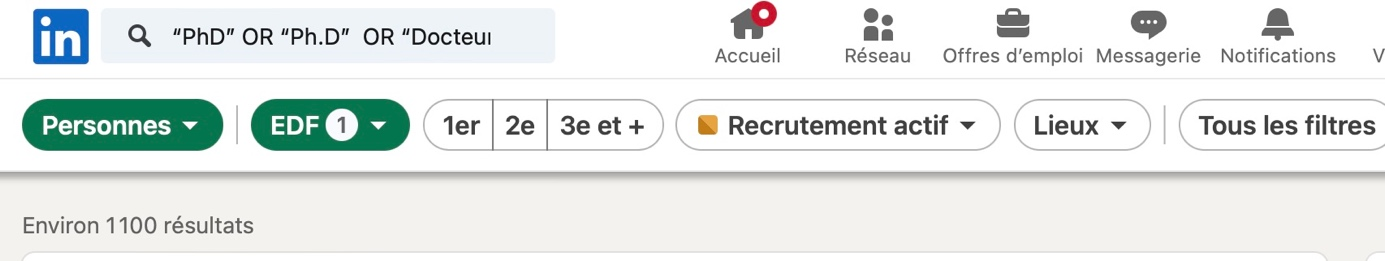 in
“PhD” OR “Ph.D”  OR “Docteu
Accueil
Réseau
Offres d’emploi
Messagerie
Notifications
V
Personnes
EDF 1
1er
2e
3e et +
Recrutement actif
Lieux
Tous les filtres
Environ 1100 résultats